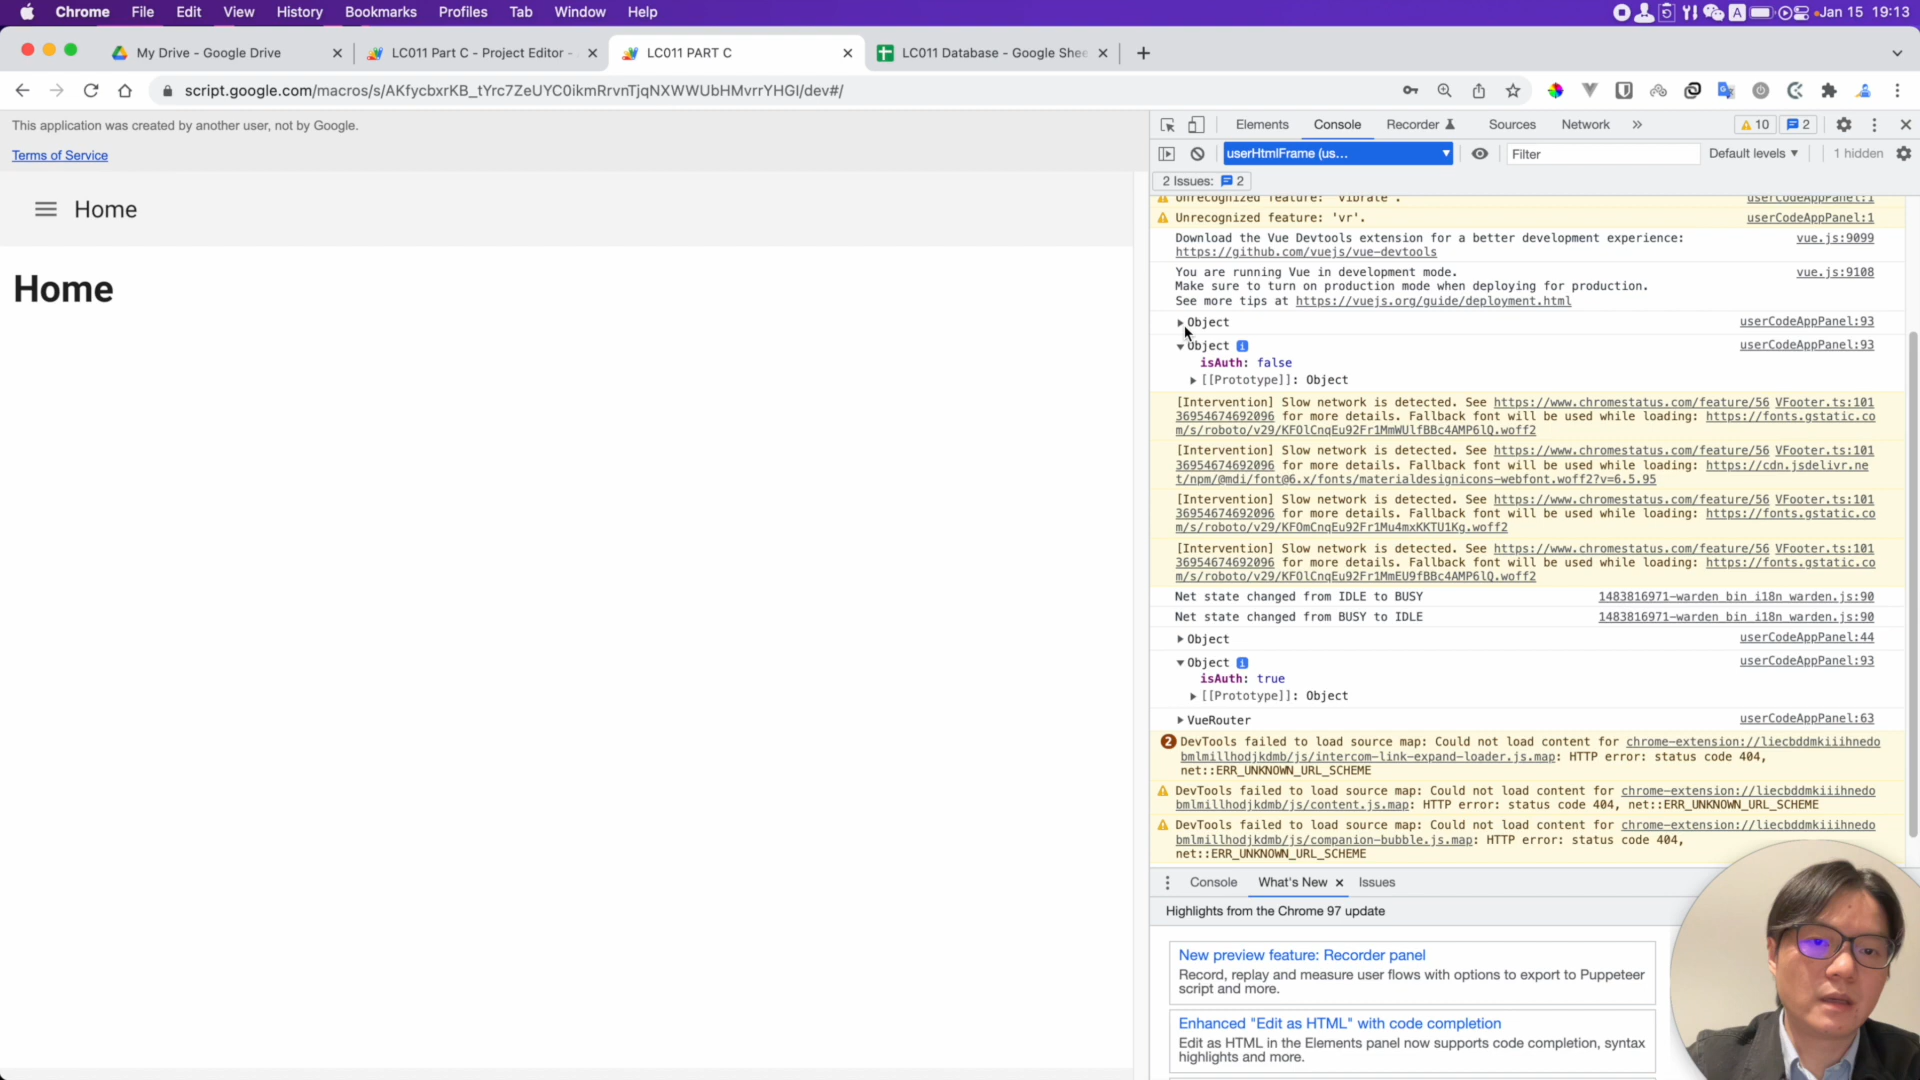 Chrome File Edit View History Bookmarks Profiles Tab Window Help A Jan 15 19:13
My Drive - Google Drive LC011 Part C - Project Editor - LC011 PART C LC011 Database - Google Shee
script.google.com/macros/s/AKfycbxrKB_tYrc7ZeUYC0ikmRrvnTjqNXWWUbHMvrrYHGI/dev#/
This application was created by another user, not by Google.
Terms of Service
Home
Home
Elements Console Recorder Sources Network » 10 2
userHtmlFrame (us... Filter Default levels 1 hidden
2 Issues: 2
Unrecognized feature: 'vibrate'. userCodeAppPanel:1
Unrecognized feature: 'vr'. userCodeAppPanel:1
Download the Vue Devtools extension for a better development experience: vue.js:9099
https://github.com/vuejs/vue-devtools
You are running Vue in development mode. vue.js:9108
Make sure to turn on production mode when deploying for production.
See more tips at https://vuejs.org/guide/deployment.html
Object userCodeAppPanel:93
Object i userCodeAppPanel:93
isAuth: false
[[Prototype]]: Object
[Intervention] Slow network is detected. See https://www.chromestatus.com/feature/56 VFooter.ts:101
36954674692096 for more details. Fallback font will be used while loading: https://fonts.gstatic.co
m/s/roboto/v29/KFOlCnqEu92Fr1MmWUlfBBc4AMP6lQ.woff2
[Intervention] Slow network is detected. See https://www.chromestatus.com/feature/56 VFooter.ts:101
36954674692096 for more details. Fallback font will be used while loading: https://cdn.jsdelivr.ne
t/npm/@mdi/font@6.x/fonts/materialdesignicons-webfont.woff2?v=6.5.95
[Intervention] Slow network is detected. See https://www.chromestatus.com/feature/56 VFooter.ts:101
36954674692096 for more details. Fallback font will be used while loading: https://fonts.gstatic.co
m/s/roboto/v29/KFOmCnqEu92Fr1Mu4mxKKTU1Kg.woff2
[Intervention] Slow network is detected. See https://www.chromestatus.com/feature/56 VFooter.ts:101
36954674692096 for more details. Fallback font will be used while loading: https://fonts.gstatic.co
m/s/roboto/v29/KFOlCnqEu92Fr1MmEU9fBBc4AMP6lQ.woff2
Net state changed from IDLE to BUSY 1483816971-warden bin i18n warden.js:90
Net state changed from BUSY to IDLE 1483816971-warden bin i18n warden.js:90
Object userCodeAppPanel:44
Object i userCodeAppPanel:93
isAuth: true
[[Prototype]]: Object
VueRouter userCodeAppPanel:63
2 DevTools failed to load source map: Could not load content for chrome-extension://liecbddmkiiihnedo
bmlmillhodjkdmb/js/intercom-link-expand-loader.js.map: HTTP error: status code 404,
net::ERR_UNKNOWN_URL_SCHEME
DevTools failed to load source map: Could not load content for chrome-extension://liecbddmkiiihnedo
bmlmillhodjkdmb/js/content.js.map: HTTP error: status code 404, net::ERR_UNKNOWN_URL_SCHEME
DevTools failed to load source map: Could not load content for chrome-extension://liecbddmkiiihnedo
bmlmillhodjkdmb/js/companion-bubble.js.map: HTTP error: status code 404,
net::ERR_UNKNOWN_URL_SCHEME
Console What's New Issues
Highlights from the Chrome 97 update
New preview feature: Recorder panel
Record, replay and measure user flows with options to export to Puppeteer
script and more.
Enhanced "Edit as HTML" with code completion
Edit as HTML in the Elements panel now supports code completion, syntax
highlights and more.